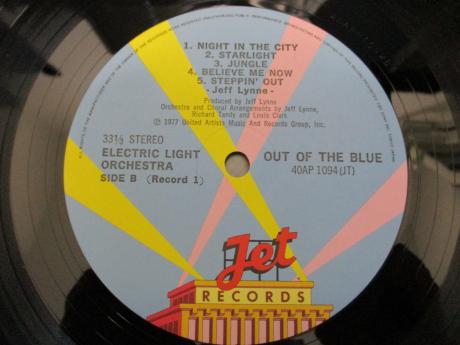 1. NIGHT IN THE CITY
2. STARLIGHT
3. JUNGLE
4. BELIEVE ME NOW
5. STEPPIN' OUT
- Jeff Lynne -
Produced by Jeff Lynne
Orchestra and Choral Arrangements by Jeff Lynne,
Richard Tandy and Louis Clark
℗ 1977 United Artists Music And Records Group, Inc.
33⅓ STEREO
ELECTRIC LIGHT
ORCHESTRA
SIDE B (Record 1)
OUT OF THE BLUE
40AP 1094 (JT)
Jet
RECORDS